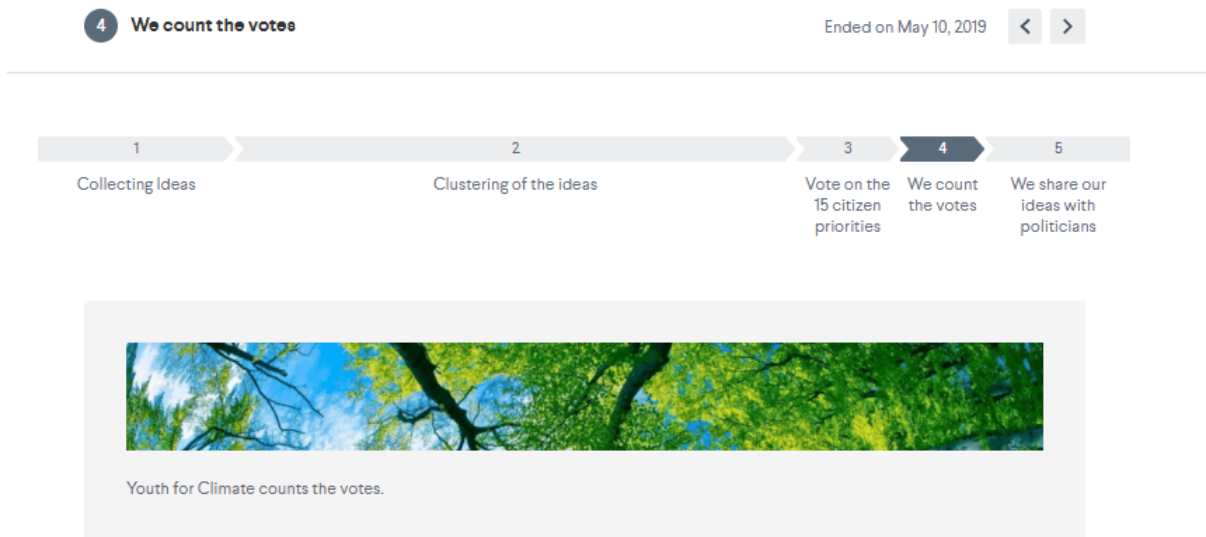 4 We count the votes
Ended on May 10, 2019
1
2
3
4
5
Collecting Ideas
Clustering of the ideas
Vote on the
15 citizen
priorities
We count
the votes
We share our
ideas with
politicians
Youth for Climate counts the votes.